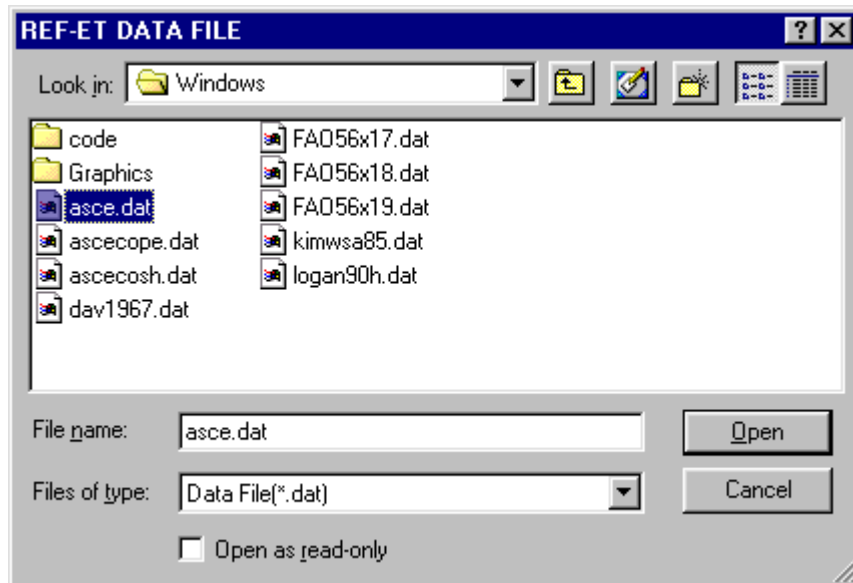 REF-ET DATA FILE
Look in: Windows
code
Graphics
asce.dat
ascecope.dat
ascecosh.dat
dav1967.dat
FAO56x17.dat
FAO56x18.dat
FAO56x19.dat
kimwsa85.dat
logan90h.dat
File name: asce.dat
Open
Files of type: Data File(*.dat)
Cancel
Open as read-only